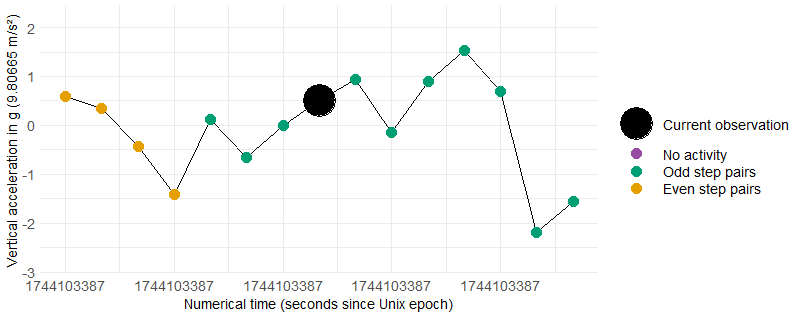 Vertical acceleration in g (9.80665 m/s²)
2
1
0
-1
-2
-3
1744103387 1744103387 1744103387 1744103387 1744103387
Numerical time (seconds since Unix epoch)
Current observation
No activity
Odd step pairs
Even step pairs